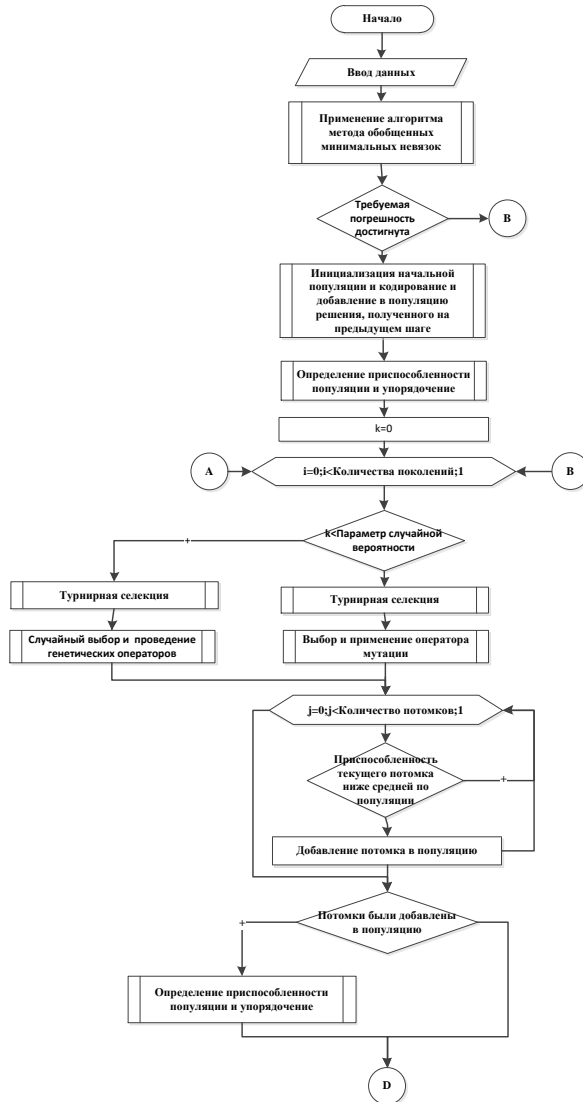 Начало
Ввод данных
Применение алгоритма
метода обобщенных
минимальных невязок
Требуемая
погрешность
достигнута
B
Инициализация начальной
популяции и кодирование и
добавление в популяцию
решения, полученного на
предыдущем шаге
Определение приспособленности
популяции и упорядочение
k=0
A
i=0;i<Количества поколений;1
B
k<Параметр случайной
вероятности
+
Турнирная селекция
Турнирная селекция
Случайный выбор и проведение
генетических операторов
Выбор и применение оператора
мутации
j=0;j<Количество потомков;1
Приспособленность
текущего потомка
ниже средней по
популяции
+
Добавление потомка в популяцию
Потомки были добавлены
в популяцию
+
Определение приспособленности
популяции и упорядочение
D